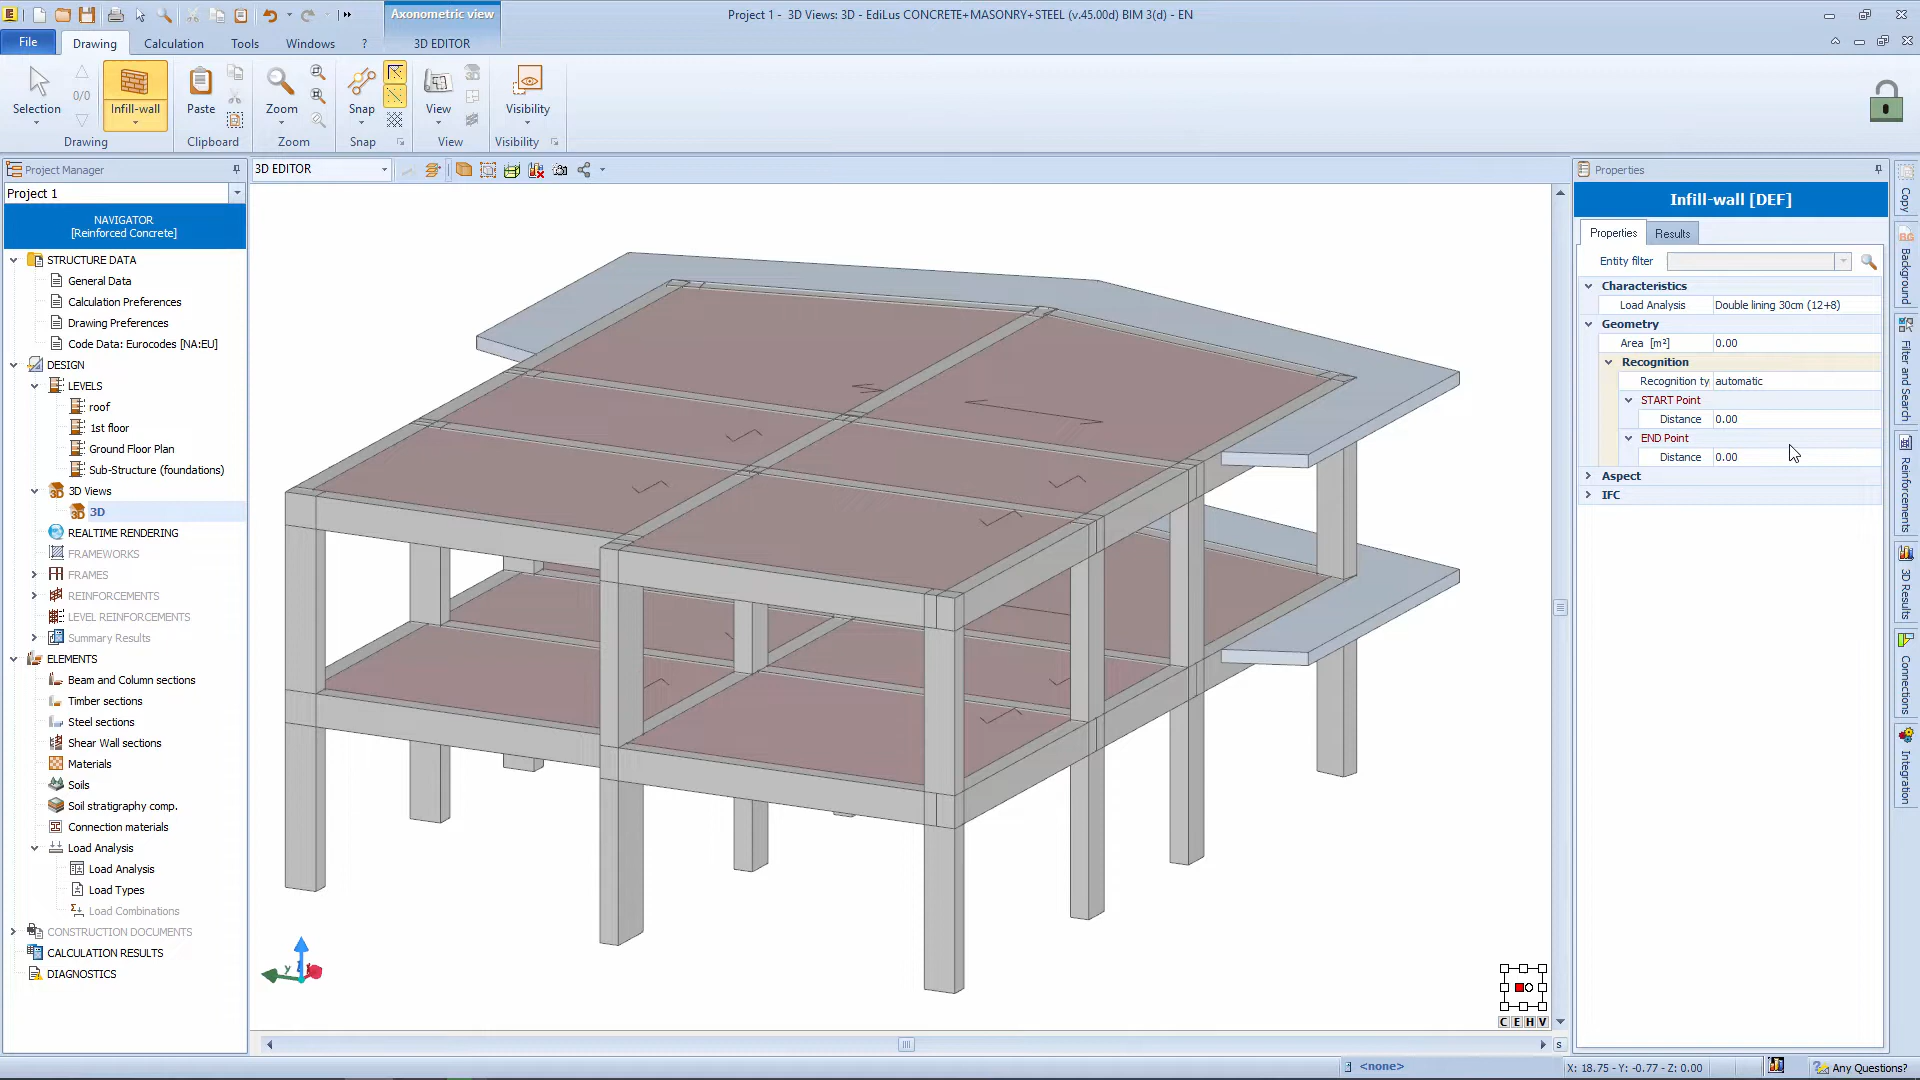 Axonometric view
Project 1 - 3D Views: 3D - EdiLus CONCRETE+MASONRY+STEEL (v.45.00d) BIM 3(d) - EN
File
Drawing
Calculation
Tools
Windows
?
3D EDITOR
Selection
0/0
Infill-wall
Paste
Zoom
Snap
View
Visibility
Drawing
Clipboard
Zoom
Snap
View
Visibility
Project Manager
Project 1
NAVIGATOR
[Reinforced Concrete]
STRUCTURE DATA
General Data
Calculation Preferences
Drawing Preferences
Code Data: Eurocodes [NA:EU]
DESIGN
LEVELS
roof
1st floor
Ground Floor Plan
Sub-Structure (foundations)
3D Views
3D
REALTIME RENDERING
FRAMEWORKS
FRAMES
REINFORCEMENTS
LEVEL REINFORCEMENTS
Summary Results
ELEMENTS
Beam and Column sections
Timber sections
Steel sections
Shear Wall sections
Materials
Soils
Soil stratigraphy comp.
Connection materials
Load Analysis
Load Analysis
Load Types
Load Combinations
CONSTRUCTION DOCUMENTS
CALCULATION RESULTS
DIAGNOSTICS
3D EDITOR
y
C E H V
s
Properties
Infill-wall [DEF]
Properties
Results
Entity filter
Characteristics
Load Analysis Double lining 30cm (12+8)
Geometry
Area [m²] 0.00
Recognition
Recognition ty automatic
START Point
Distance 0.00
END Point
Distance 0.00
Aspect
IFC
Copy
Background
Filter and Search
Reinforcements
3D Results
Connections
Integration
<none>
X: 18.75 - Y: -0.77 - Z: 0.00
Any Questions?